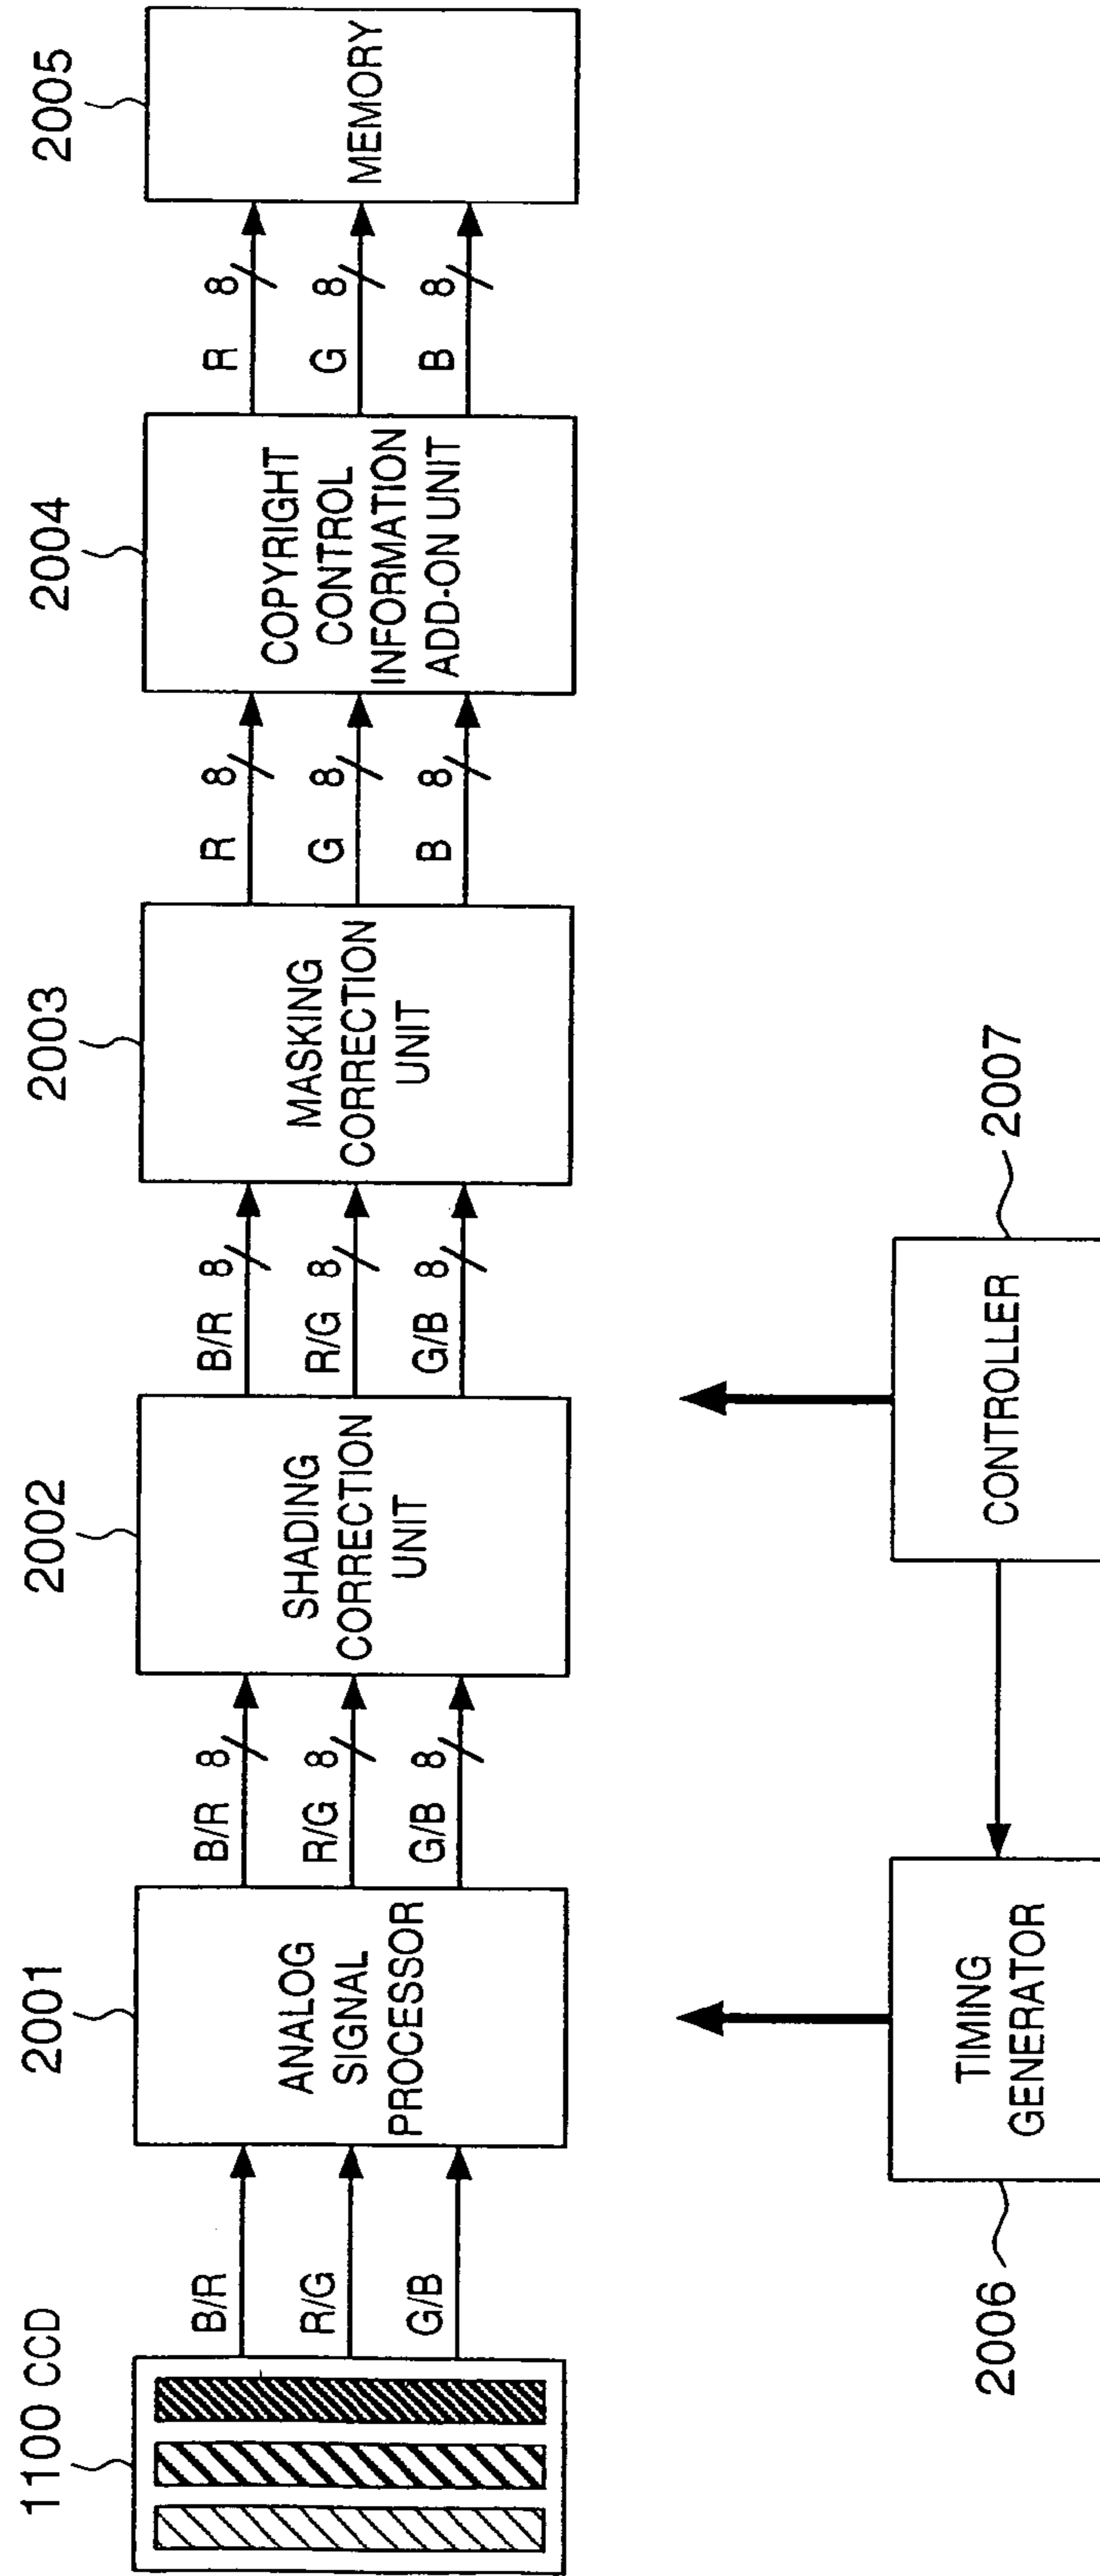 1100 CCD
B/R
R/G
G/B
2001
ANALOG
SIGNAL
PROCESSOR
B/R 8
R/G 8
G/B 8
2002
SHADING
CORRECTION
UNIT
B/R 8
R/G 8
G/B 8
2003
MASKING
CORRECTION
UNIT
R 8
G 8
B 8
2004
COPYRIGHT
CONTROL
INFORMATION
ADD-ON UNIT
R 8
G 8
B 8
2005
MEMORY
2006
TIMING
GENERATOR
CONTROLLER
2007